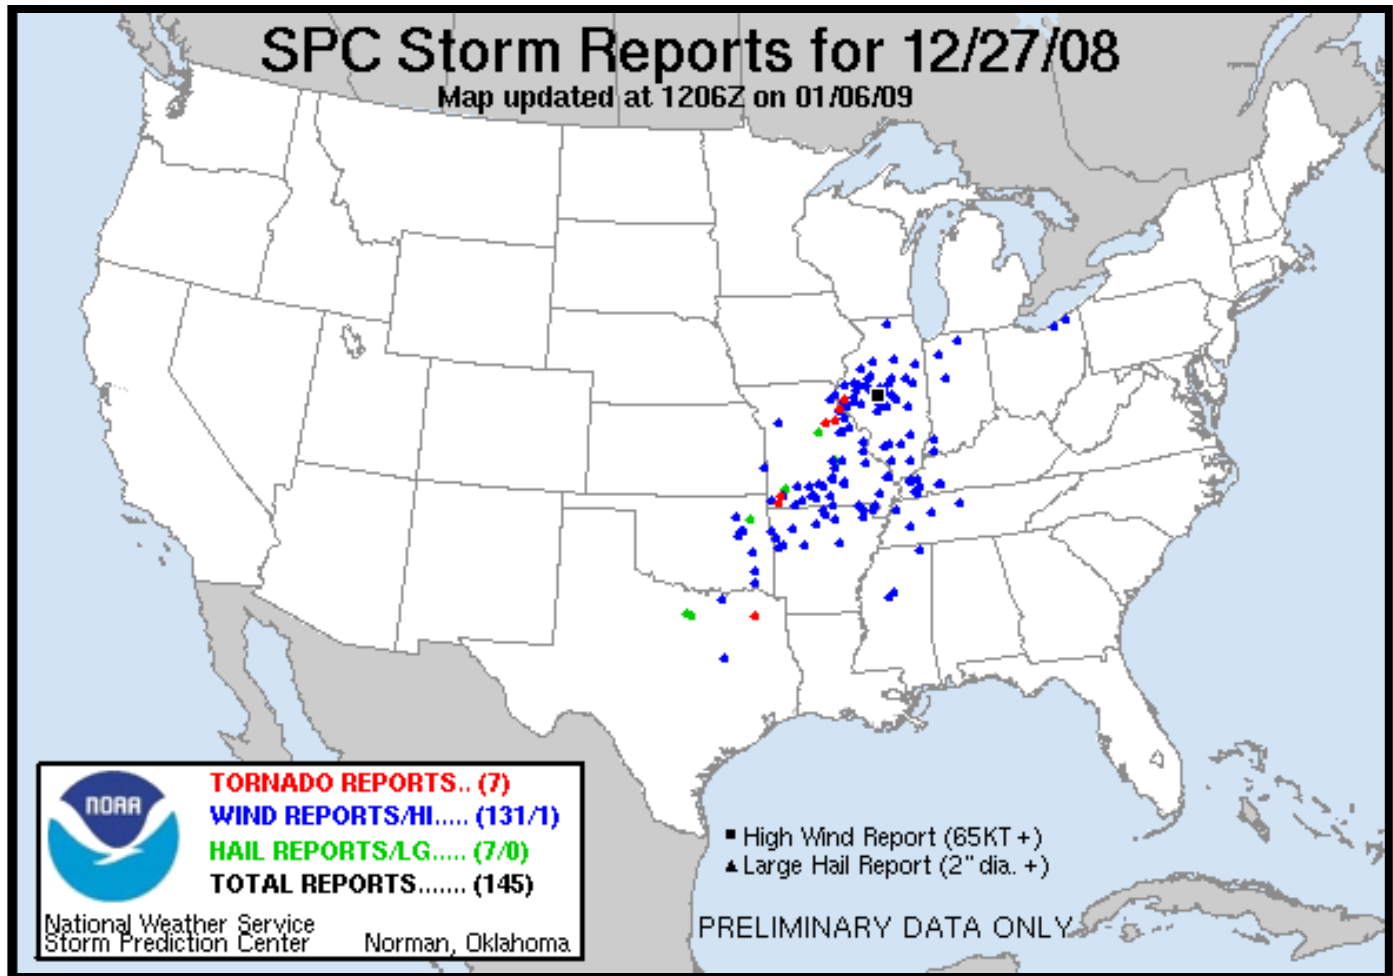 SPC Storm Reports for 12/27/08
Map updated at 1206Z on 01/06/09
NOAA
TORNADO REPORTS.. (7)
WIND REPORTS/HI..... (131/1)
HAIL REPORTS/LG..... (7/0)
TOTAL REPORTS....... (145)
National Weather Service
Storm Prediction Center Norman, Oklahoma
High Wind Report (65KT +)
Large Hail Report (2" dia. +)
PRELIMINARY DATA ONLY